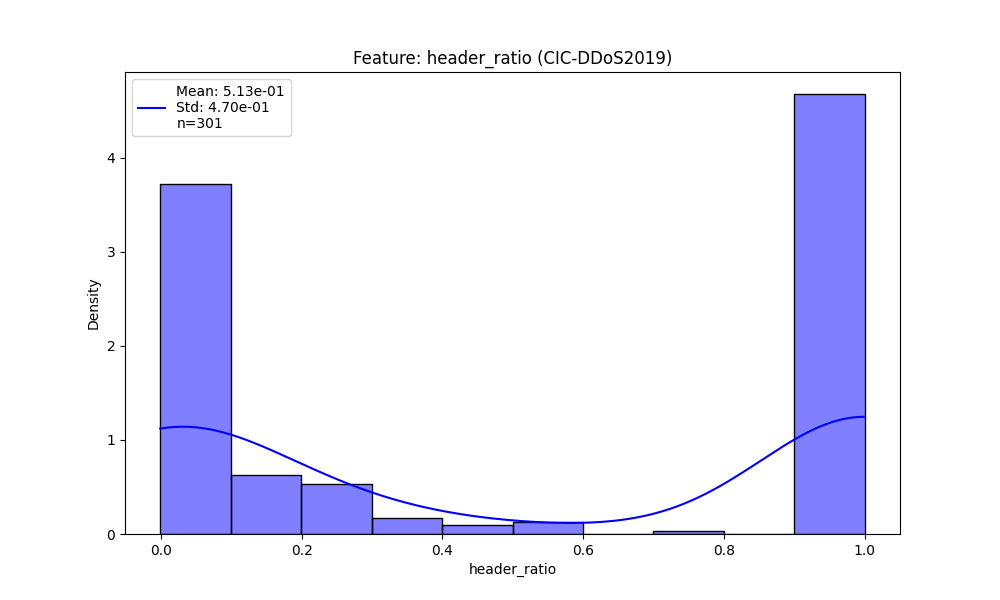 Feature: header_ratio (CIC-DDoS2019)
Mean: 5.13e-01
Std: 4.70e-01
n=301
Density
4
3
2
1
0
0.0 0.2 0.4 0.6 0.8 1.0
header_ratio